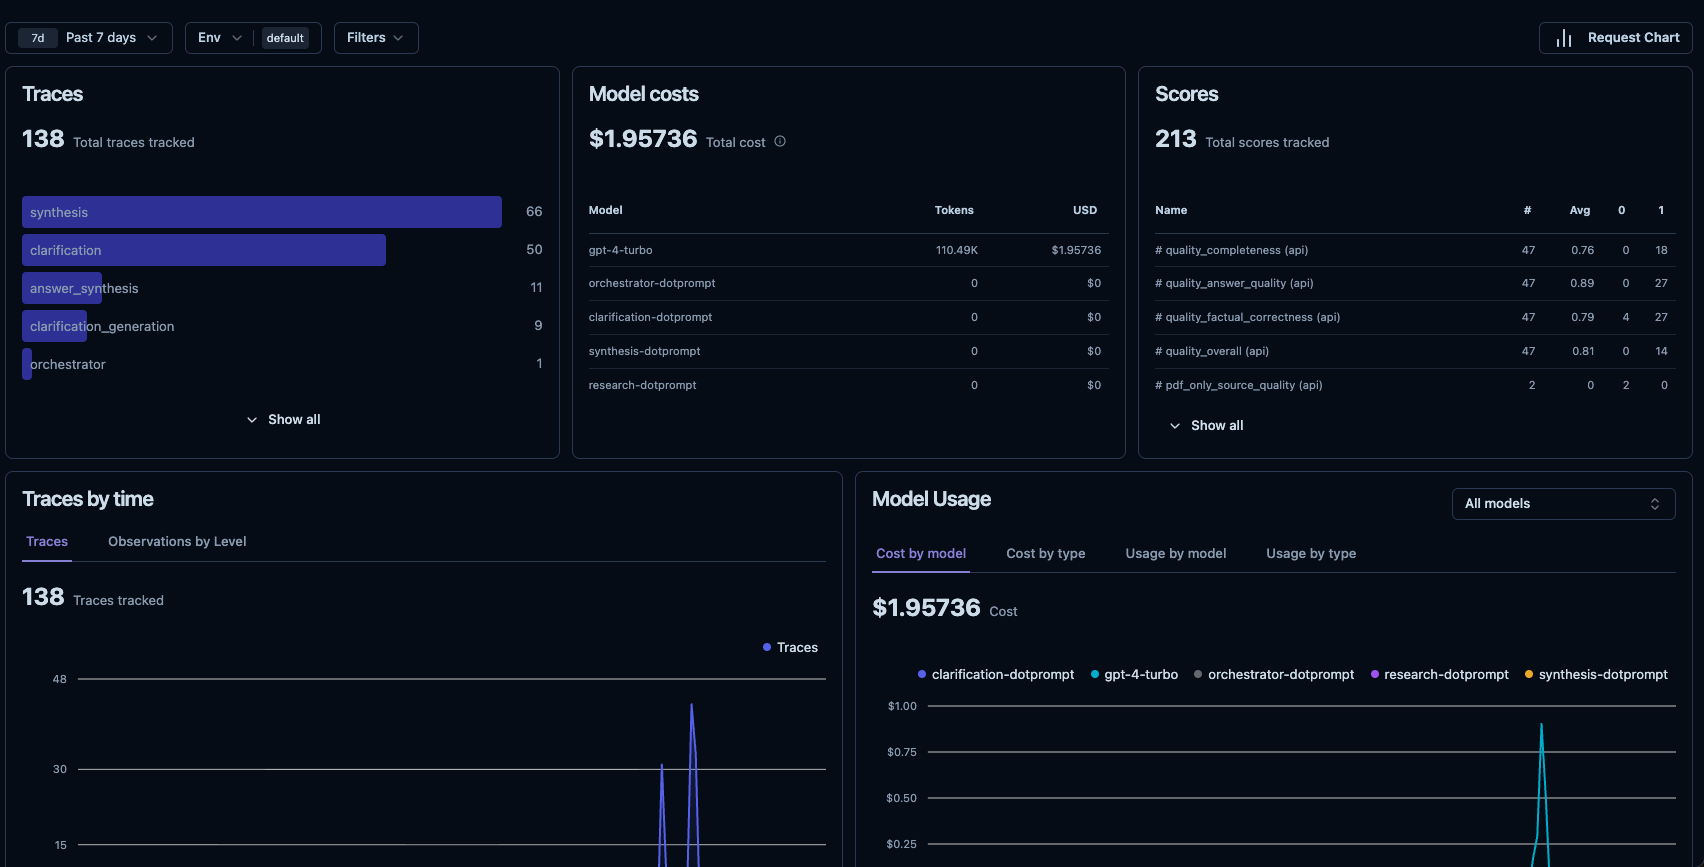 7d Past 7 days Env default Filters Request Chart
Traces
138 Total traces tracked
synthesis 66
clarification 50
answer_synthesis 11
clarification_generation 9
orchestrator 1
Show all
Model costs
$1.95736 Total cost
Model Tokens USD
gpt-4-turbo 110.49K $1.95736
orchestrator-dotprompt 0 $0
clarification-dotprompt 0 $0
synthesis-dotprompt 0 $0
research-dotprompt 0 $0
Scores
213 Total scores tracked
Name # Avg 0 1
# quality_completeness (api) 47 0.76 0 18
# quality_answer_quality (api) 47 0.89 0 27
# quality_factual_correctness (api) 47 0.79 4 27
# quality_overall (api) 47 0.81 0 14
# pdf_only_source_quality (api) 2 0 2 0
Show all
Traces by time
Traces Observations by Level
138 Traces tracked
Traces
48
30
15
Model Usage
All models
Cost by model Cost by type Usage by model Usage by type
$1.95736 Cost
clarification-dotprompt gpt-4-turbo orchestrator-dotprompt research-dotprompt synthesis-dotprompt
$1.00
$0.75
$0.50
$0.25